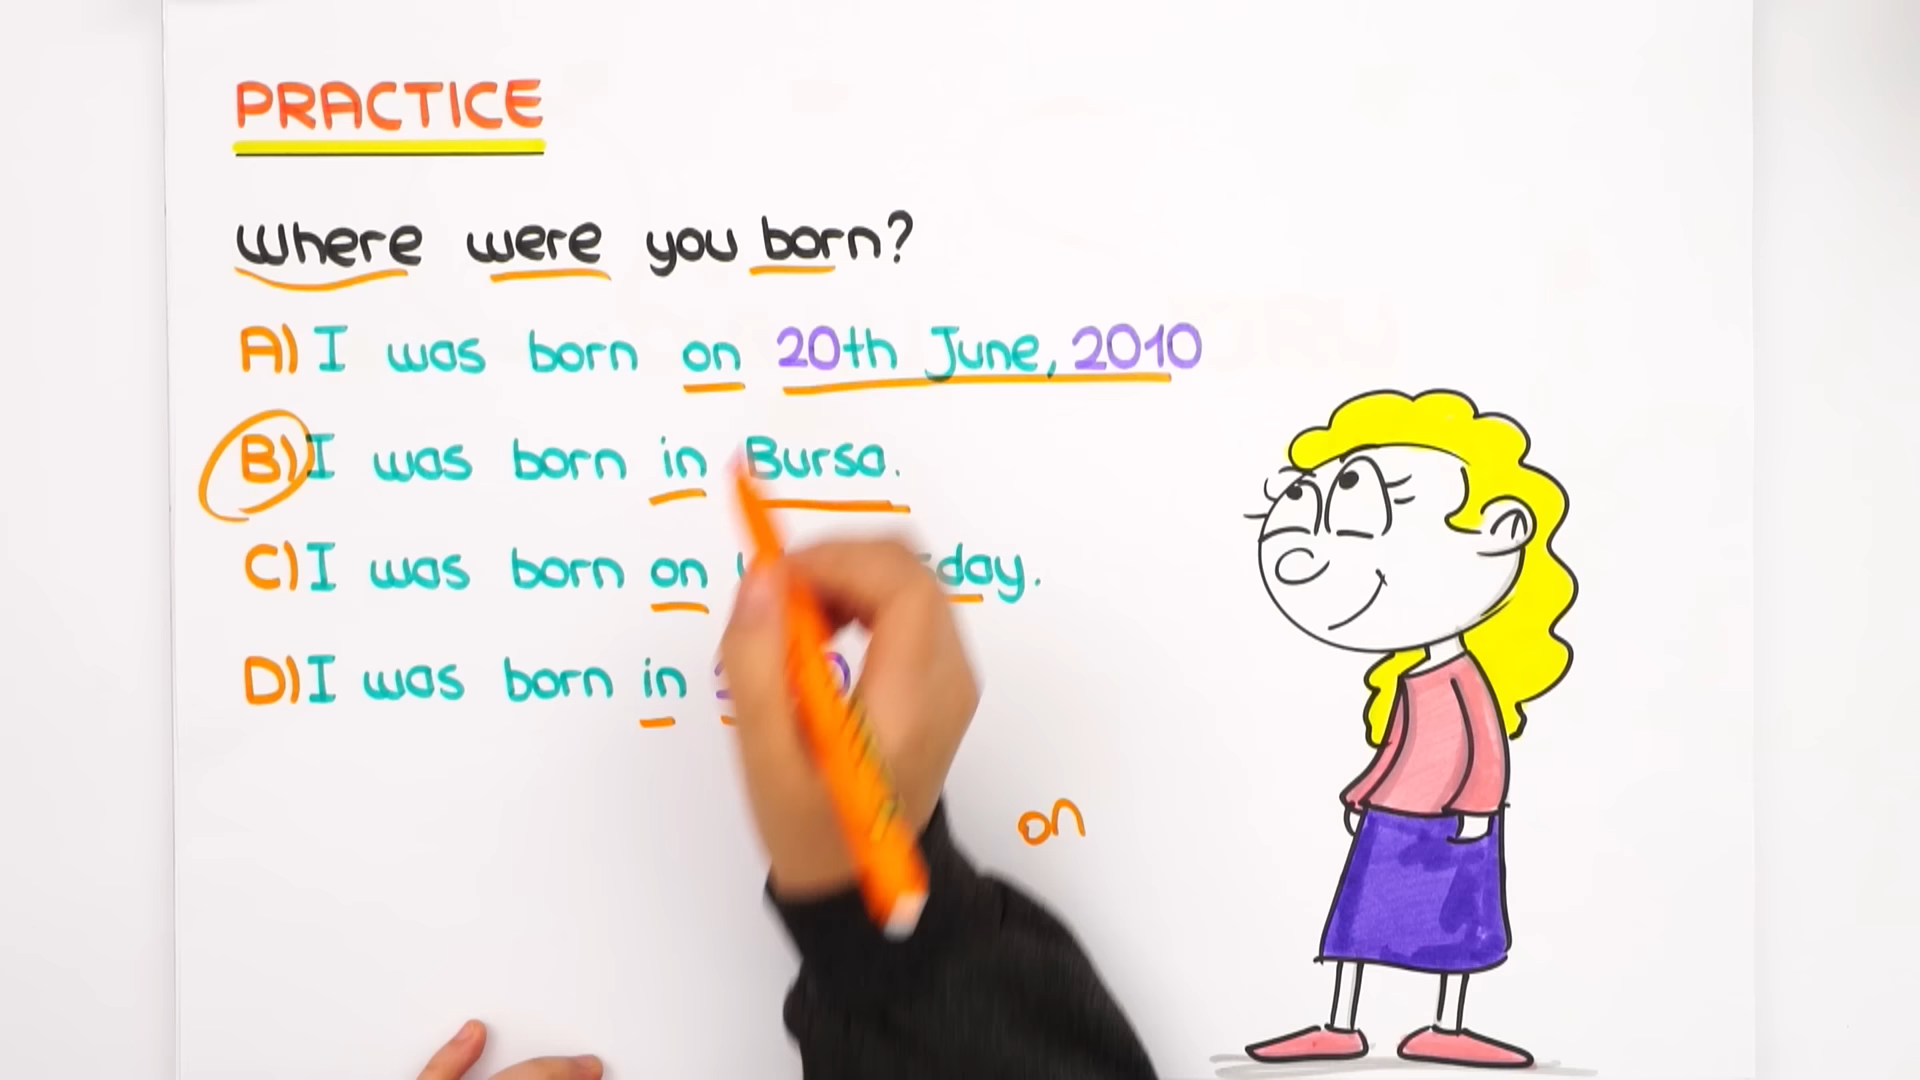 PRACTICE
Where were you born?
A) I was born on 20th June, 2010
B) I was born in Bursa.
C) I was born on
D) I was born in
on